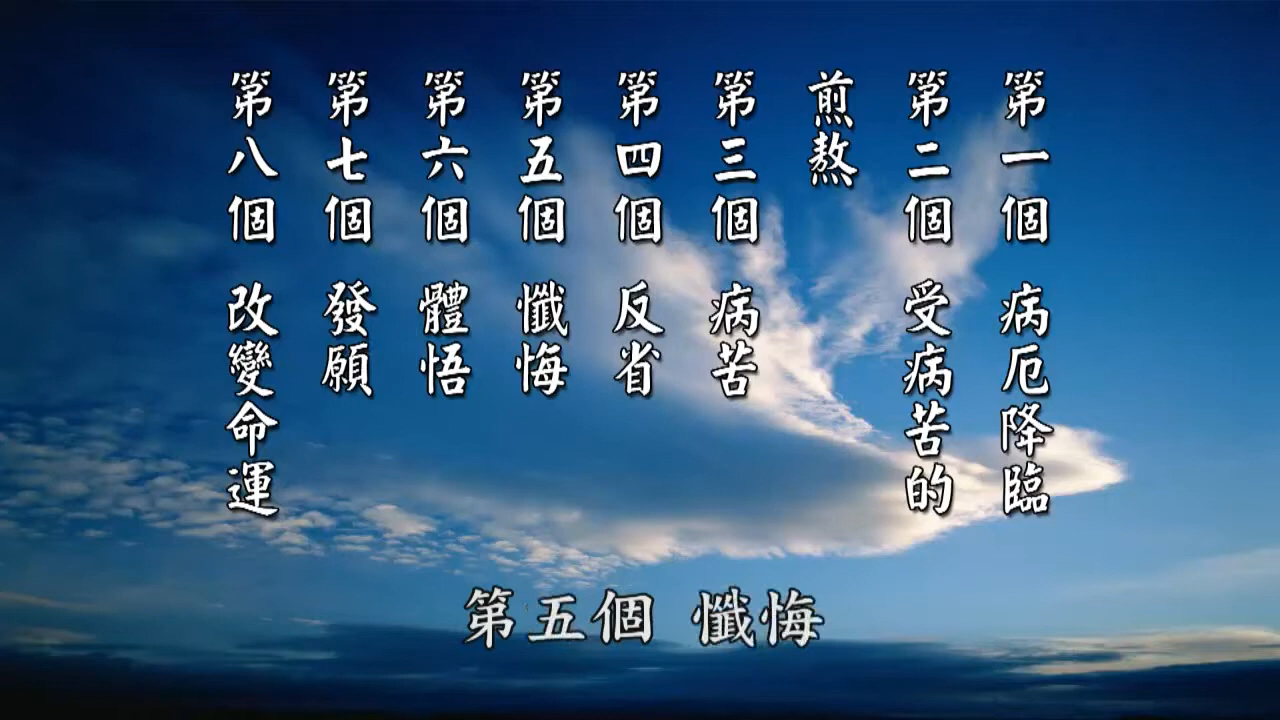 第一個 病厄降臨
第二個 受病苦的
煎熬
第三個 病苦
第四個 反省
第五個 懺悔
第六個 體悟
第七個 發願
第八個 改變命運
第五個 懺悔